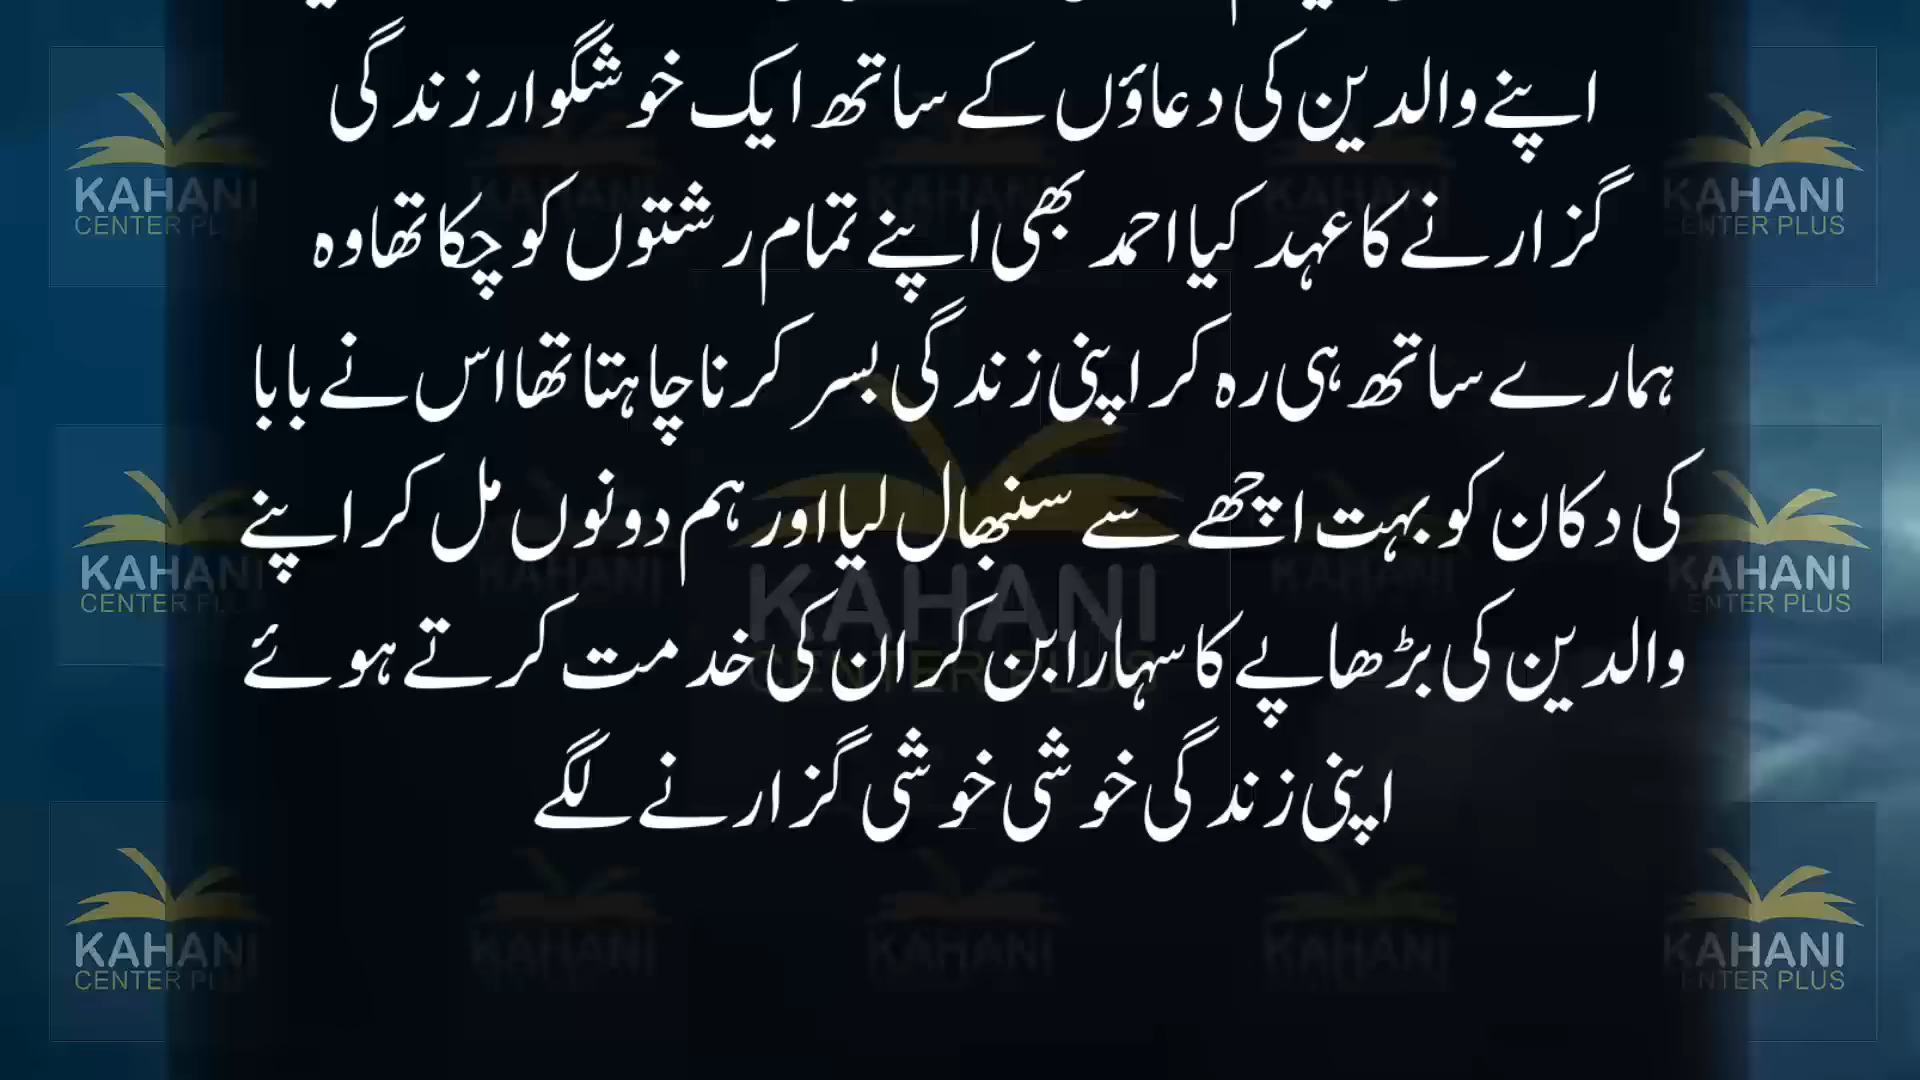 اپنے والدین کی دعاؤں کے ساتھ ایک خوشگوار زندگی
گزارنے کا عہد کیا احمد بھی اپنے تمام رشتوں کو چکا تھا وہ
ہمارے ساتھ ہی رہ کر اپنی زندگی بسر کرنا چاہتا تھا اس نے بابا
کی دکان کو بہت اچھے سے سنبھال لیا اور ہم دونوں مل کر اپنے
والدین کی بڑھاپے کا سہارا بن کر ان کی خدمت کرتے ہوئے
اپنی زندگی خوشی خوشی گزارنے لگے
KAHANI
CENTER PLUS